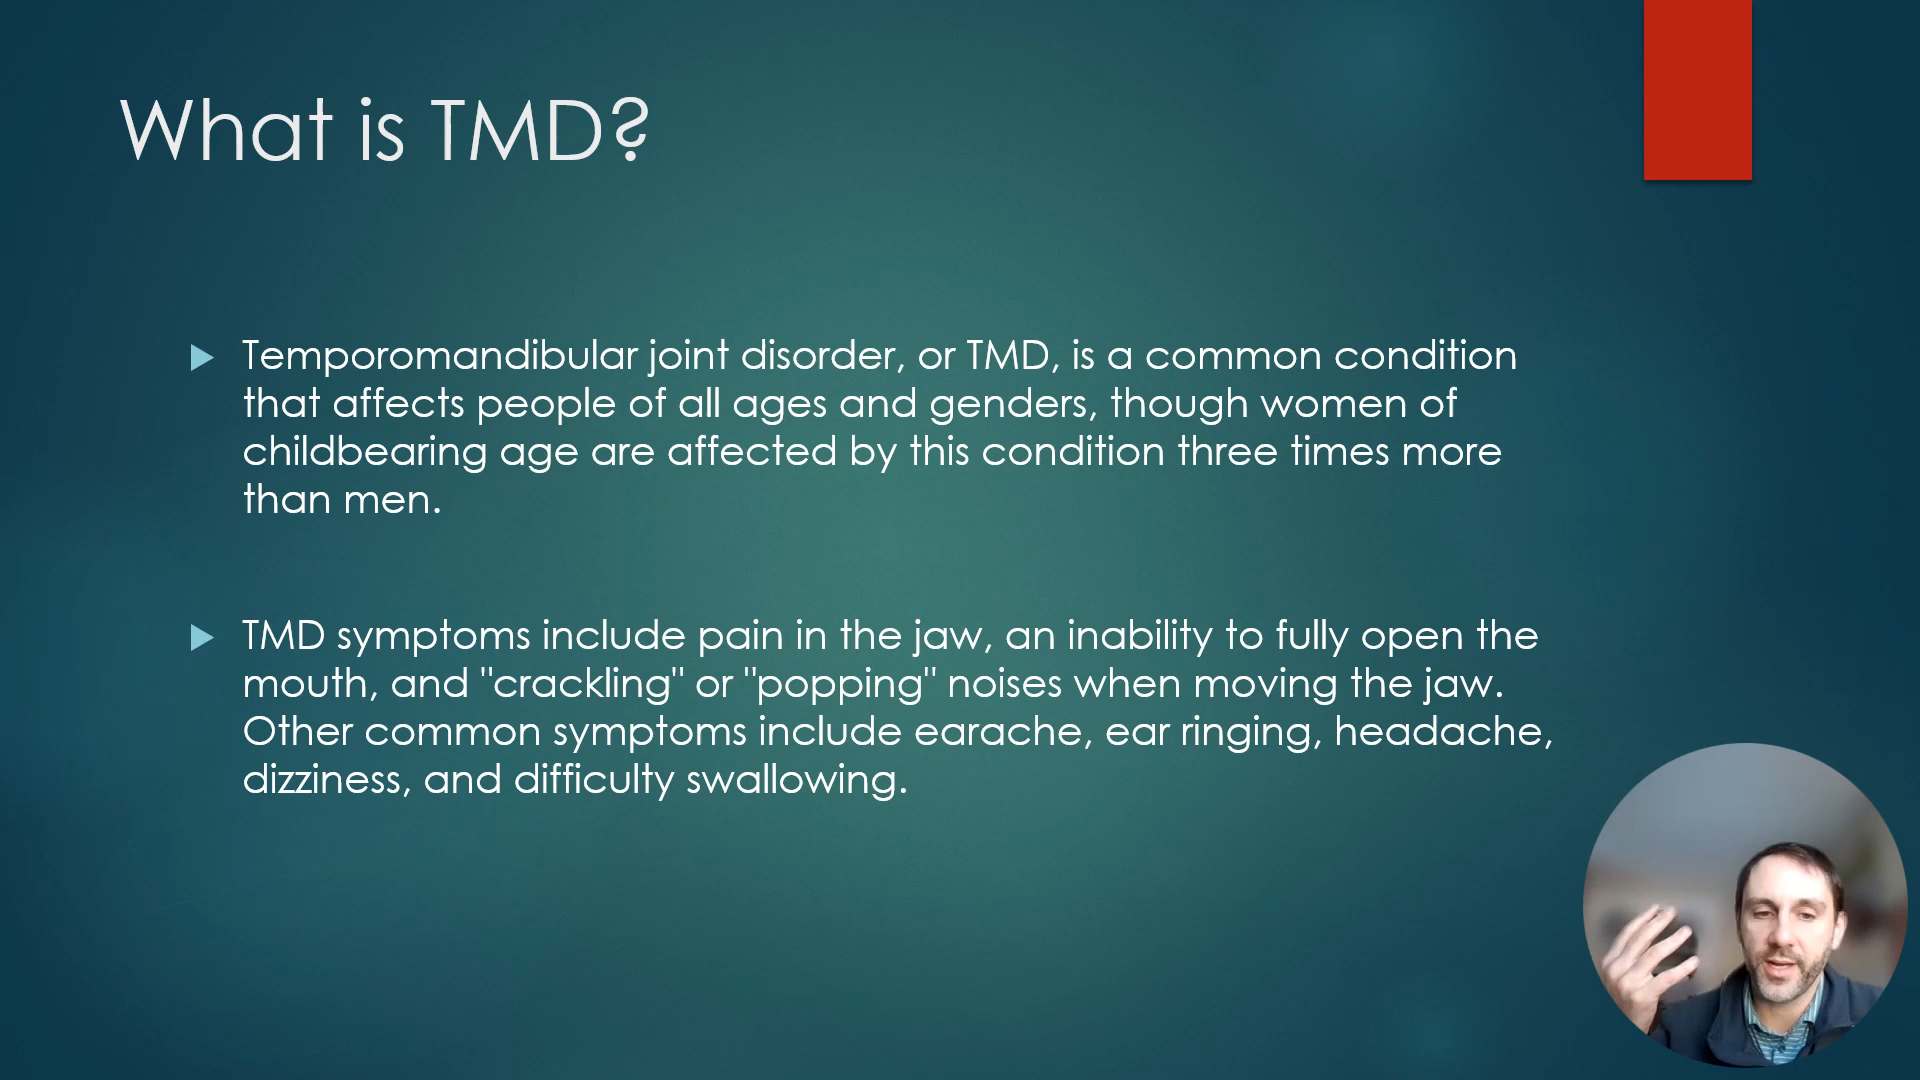 What is TMD?
Temporomandibular joint disorder, or TMD, is a common condition
that affects people of all ages and genders, though women of
childbearing age are affected by this condition three times more
than men.
TMD symptoms include pain in the jaw, an inability to fully open the
mouth, and "crackling" or "popping" noises when moving the jaw.
Other common symptoms include earache, ear ringing, headache,
dizziness, and difficulty swallowing.